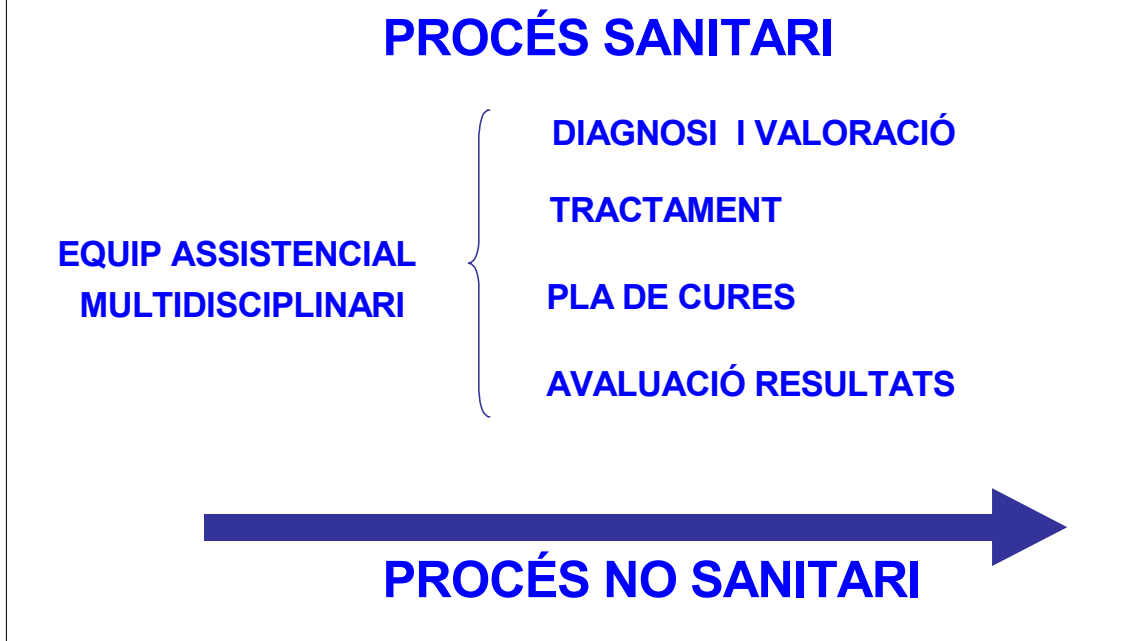 PROCÉS SANITARI
DIAGNOSI I VALORACIÓ
TRACTAMENT
EQUIP ASSISTENCIAL
MULTIDISCIPLINARI
PLA DE CURES
AVALUACIÓ RESULTATS
PROCÉS NO SANITARI